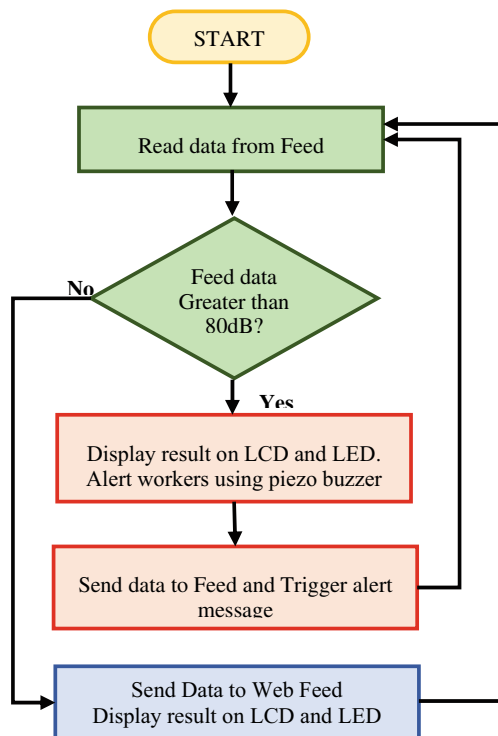 START
Read data from Feed
Feed data
Greater than
80dB?
No
Yes
Display result on LCD and LED.
Alert workers using piezo buzzer
Send data to Feed and Trigger alert
message
Send Data to Web Feed
Display result on LCD and LED